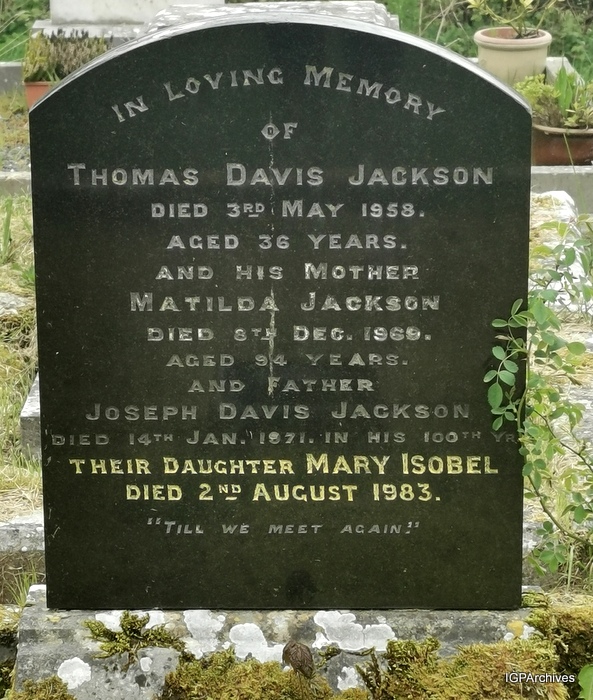 IN LOVING MEMORY
OF
THOMAS DAVIS JACKSON
DIED 3RD MAY 1958.
AGED 36 YEARS.
AND HIS MOTHER
MATILDA JACKSON
DIED 8TH DEC. 1969.
AGED 94 YEARS.
AND FATHER
JOSEPH DAVIS JACKSON
DIED 14TH JAN. 1971. IN HIS 100TH YR
THEIR DAUGHTER MARY ISOBEL
DIED 2ND AUGUST 1983.
"TILL WE MEET AGAIN."
IGPArchives